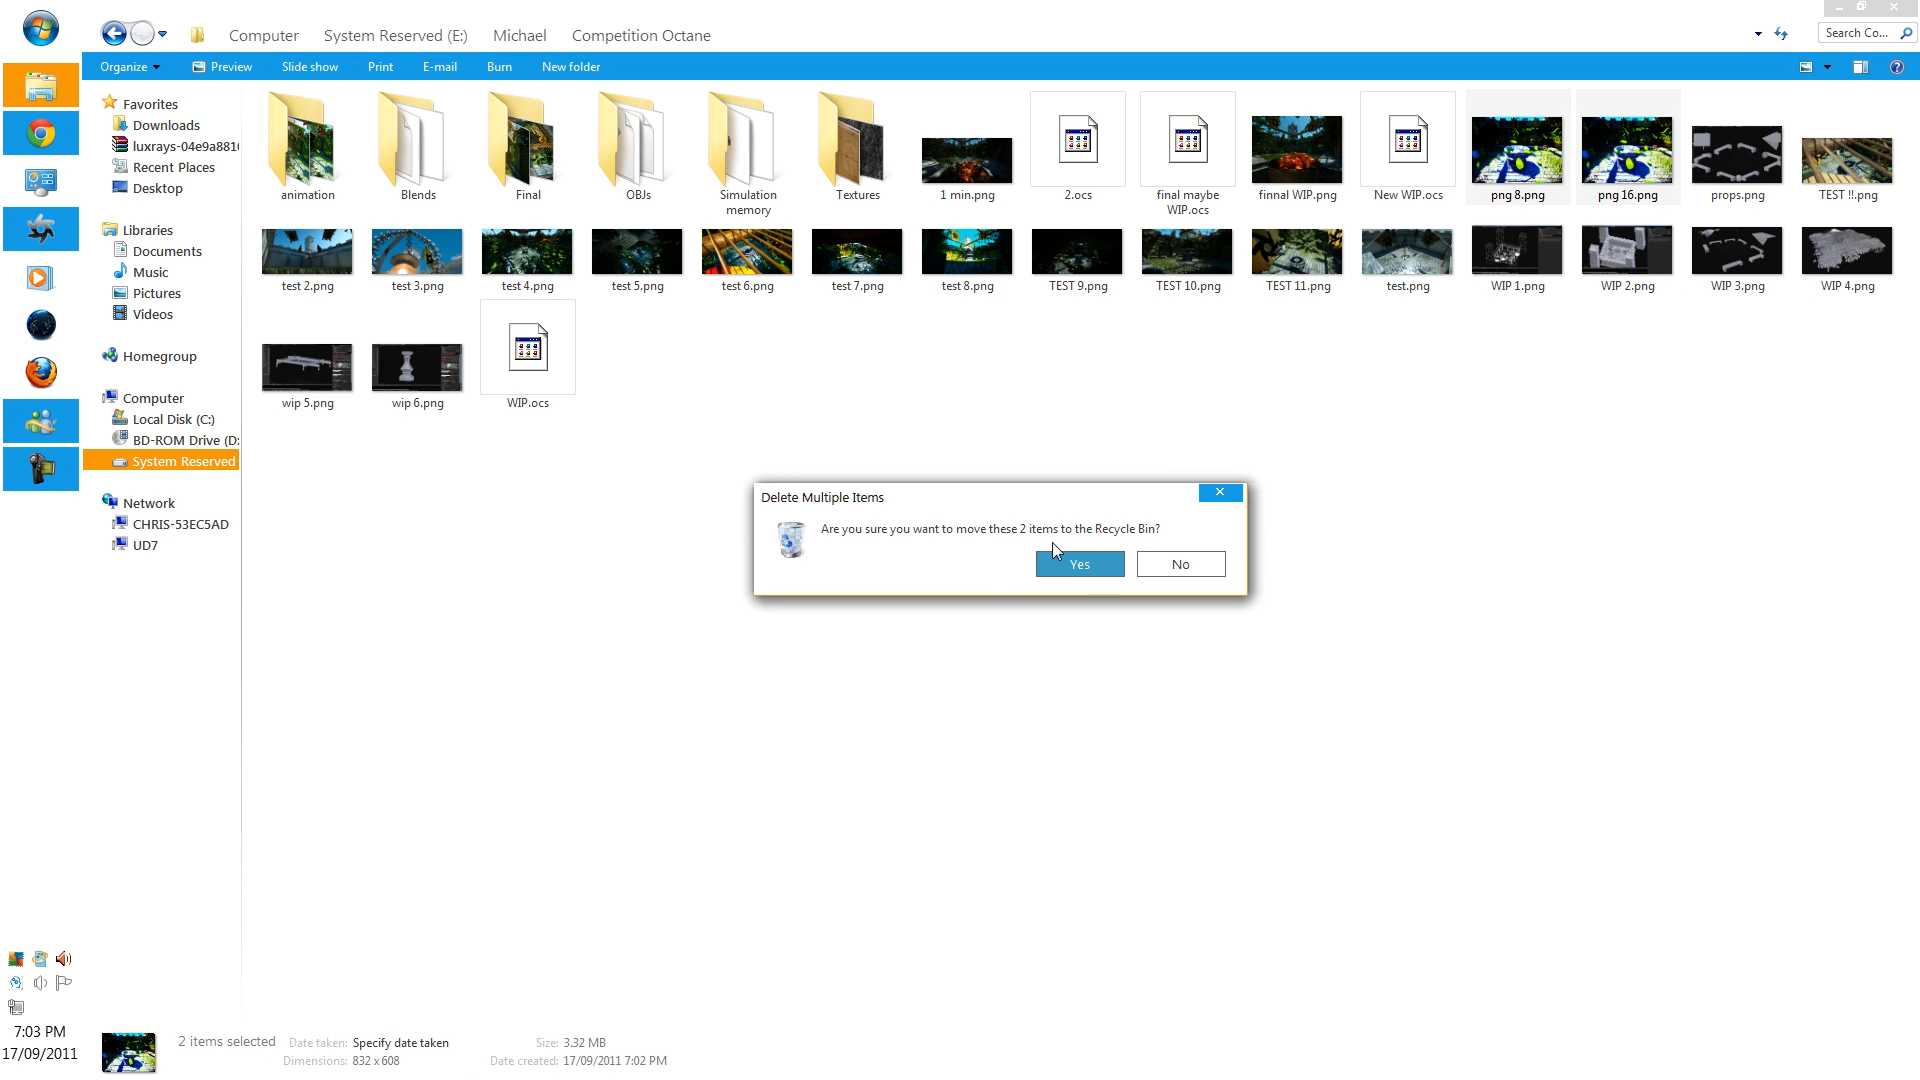 Computer System Reserved (E:) Michael Competition Octane
Search Co...
Organize Preview Slide show Print E-mail Burn New folder
Favorites
Downloads
luxrays-04e9a881
Recent Places
Desktop
Libraries
Documents
Music
Pictures
Videos
Homegroup
Computer
Local Disk (C:)
BD-ROM Drive (D:
System Reserved
Network
CHRIS-53EC5AD
UD7
animation Blends Final OBJs Simulation memory Textures 1 min.png 2.ocs final maybe WIP.ocs finnal WIP.png New WIP.ocs png 8.png png 16.png props.png TEST !!.png
test 2.png test 3.png test 4.png test 5.png test 6.png test 7.png test 8.png TEST 9.png TEST 10.png TEST 11.png test.png WIP 1.png WIP 2.png WIP 3.png WIP 4.png
wip 5.png wip 6.png WIP.ocs
Delete Multiple Items
Are you sure you want to move these 2 items to the Recycle Bin?
Yes No
7:03 PM
17/09/2011
2 items selected Date taken: Specify date taken Size: 3.32 MB
Dimensions: 832 x 608 Date created: 17/09/2011 7:02 PM